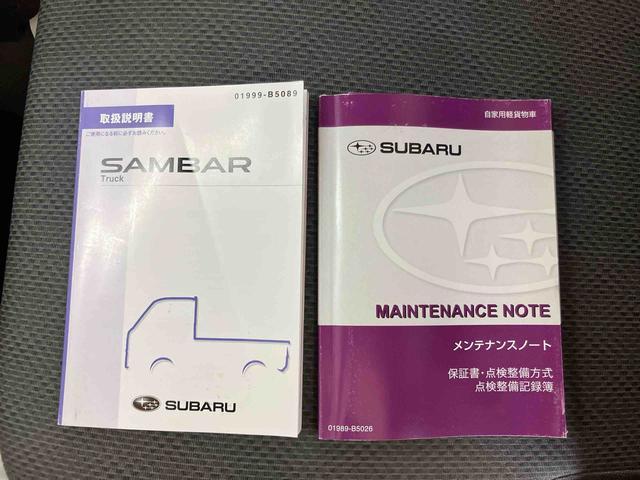 01999-B5089
取扱説明書
ご使用になる前に必ずお読みください。
SAMBAR
Truck
SUBARU
自家用軽貨物車
SUBARU
MAINTENANCE NOTE
メンテナンスノート
保証書・点検整備方式
点検整備記録簿
01989-B5026